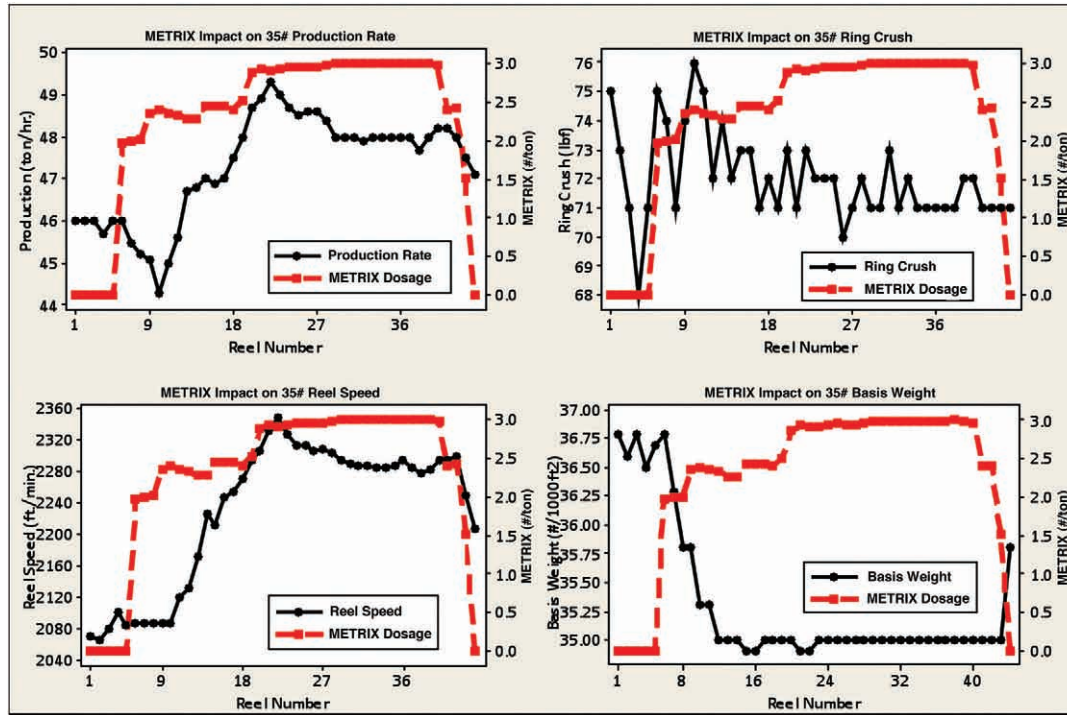 METRIX Impact on 35# Production Rate
50
49
48
47
46
45
44
Production (ton/hr.)
3.0
2.5
2.0
1.5
1.0
0.5
0.0
METRIX (#/ton)
Production Rate
METRIX Dosage
1 9 18 27 36
Reel Number
METRIX Impact on 35# Ring Crush
76
75
74
73
72
71
70
69
68
Ring Crush (lbf)
3.0
2.5
2.0
1.5
1.0
0.5
0.0
METRIX (#/ton)
Ring Crush
METRIX Dosage
1 9 18 27 36
Reel Number
METRIX Impact on 35# Reel Speed
2360
2320
2280
2240
2200
2160
2120
2080
2040
Reel Speed (ft./min)
3.0
2.5
2.0
1.5
1.0
0.5
0.0
METRIX (#/ton)
Reel Speed
METRIX Dosage
1 9 18 27 36
Reel Number
METRIX Impact on 35# Basis Weight
37.00
36.75
36.50
36.25
36.00
35.75
35.50
35.25
35.00
Basis Weight (#/1000ft2)
3.0
2.5
2.0
1.5
1.0
0.5
0.0
METRIX (#/ton)
Basis Weight
METRIX Dosage
1 8 16 24 32 40
Reel Number